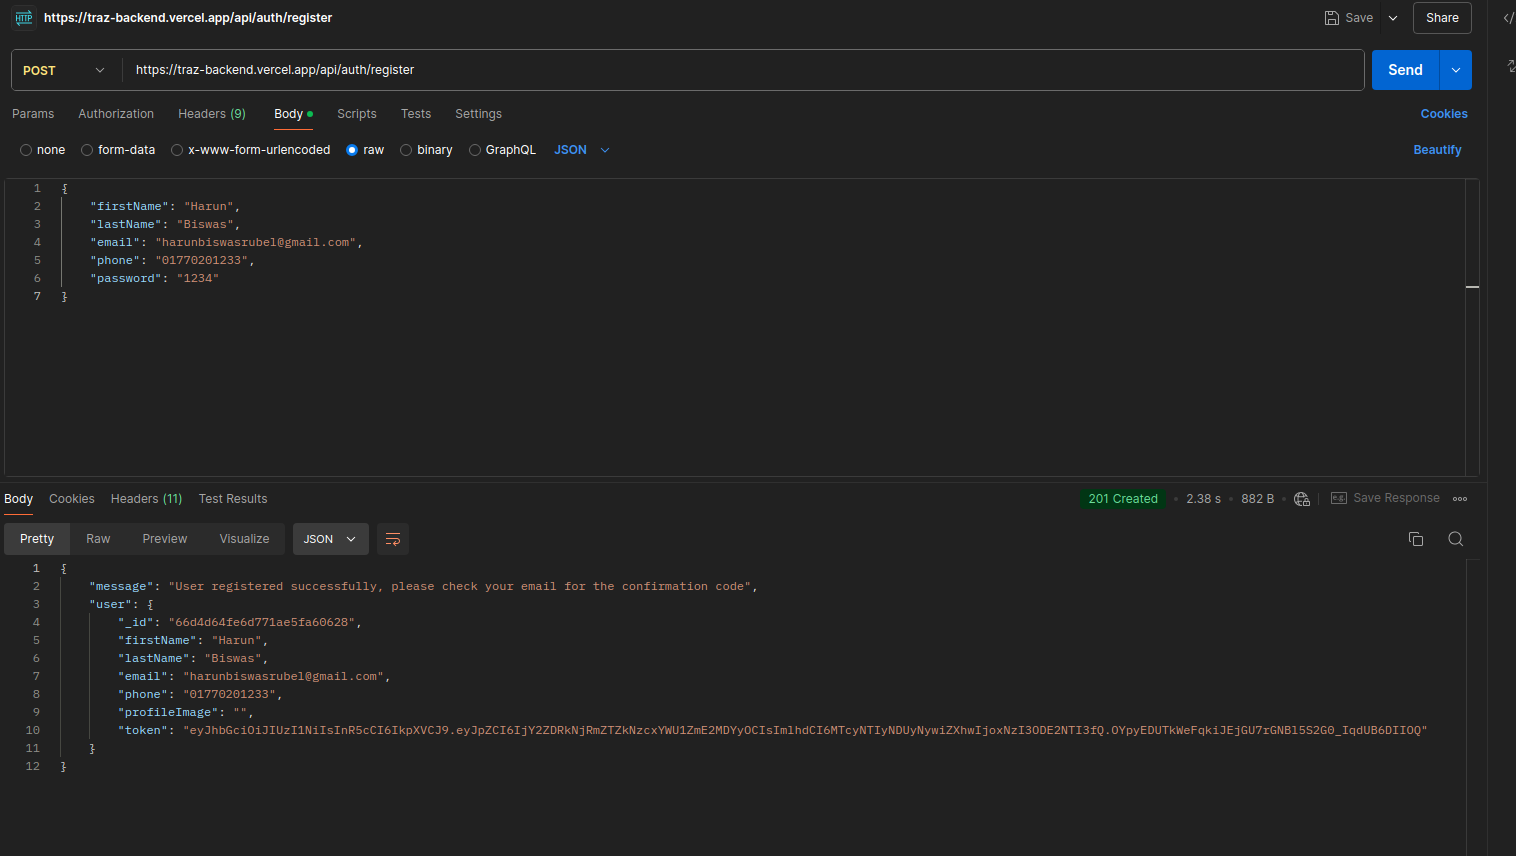 HTTP https://traz-backend.vercel.app/api/auth/register Save Share
POST https://traz-backend.vercel.app/api/auth/register Send
Params Authorization Headers (9) Body Scripts Tests Settings Cookies
none form-data x-www-form-urlencoded raw binary GraphQL JSON Beautify
1 {
2 "firstName": "Harun",
3 "lastName": "Biswas",
4 "email": "harunbiswasrubel@gmail.com",
5 "phone": "01770201233",
6 "password": "1234"
7 }
Body Cookies Headers (11) Test Results 201 Created 2.38 s 882 B e.g. Save Response
Pretty Raw Preview Visualize JSON
1 {
2 "message": "User registered successfully, please check your email for the confirmation code",
3 "user": {
4 "_id": "66d4d64fe6d771ae5fa60628",
5 "firstName": "Harun",
6 "lastName": "Biswas",
7 "email": "harunbiswasrubel@gmail.com",
8 "phone": "01770201233",
9 "profileImage": "",
10 "token": "eyJhbGciOiJIUzI1NiIsInR5cCI6IkpXVCJ9.eyJpZCI6IjY2ZDRkNjRmZTZkNzcxYWU1ZmE2MDYyOCIsImlhdCI6MTcyNTIyNDUyNywiZXhwIjoxNzI3ODE2NTI3fQ.OYpyEDUTkWeFqkiJEjGU7rGNBl5S2G0_IqdUB6DIIOQ"
11 }
12 }